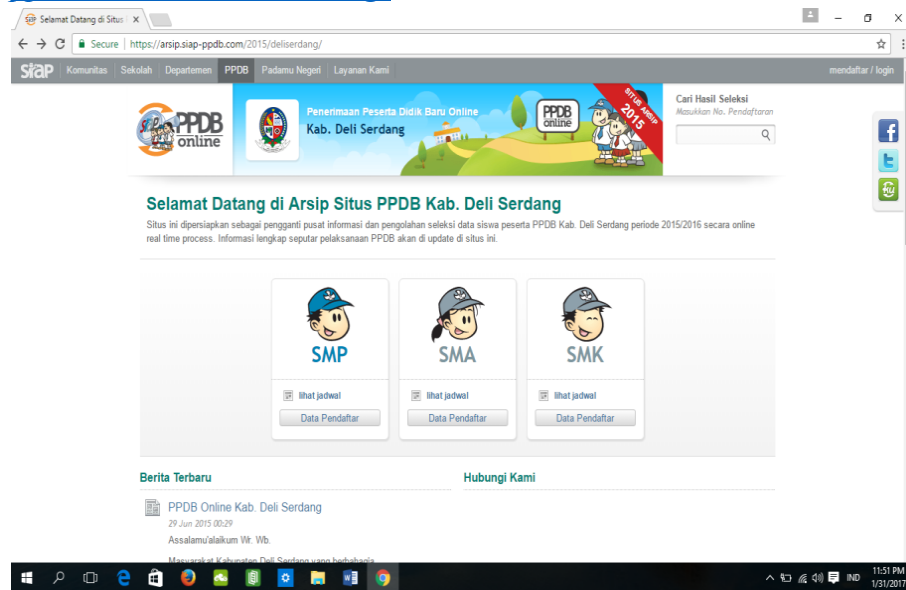 Selamat Datang di Situs
Secure | https://arsip.siap-ppdb.com/2015/deliserdang/
siap Komunitas Sekolah Departemen PPDB Padamu Negeri Layanan Kami mendaftar / login
PPDB online
Penerimaan Peserta Didik Baru Online
Kab. Deli Serdang
PPDB online
SITUS ARSIP 2015
Cari Hasil Seleksi
Masukkan No. Pendaftaran
Selamat Datang di Arsip Situs PPDB Kab. Deli Serdang
Situs ini dipersiapkan sebagai pengganti pusat informasi dan pengolahan seleksi data siswa peserta PPDB Kab. Deli Serdang periode 2015/2016 secara online
real time process. Informasi lengkap seputar pelaksanaan PPDB akan di update di situs ini.
SMP SMA SMK
lihat jadwal lihat jadwal lihat jadwal
Data Pendaftar Data Pendaftar Data Pendaftar
Berita Terbaru Hubungi Kami
PPDB Online Kab. Deli Serdang
29 Jun 2015 00:29
Assalamu'alaikum Wr. Wb.
Masyarakat Kabupaten Deli Serdang yang berbahagia
IND
11:51 PM
1/31/2017